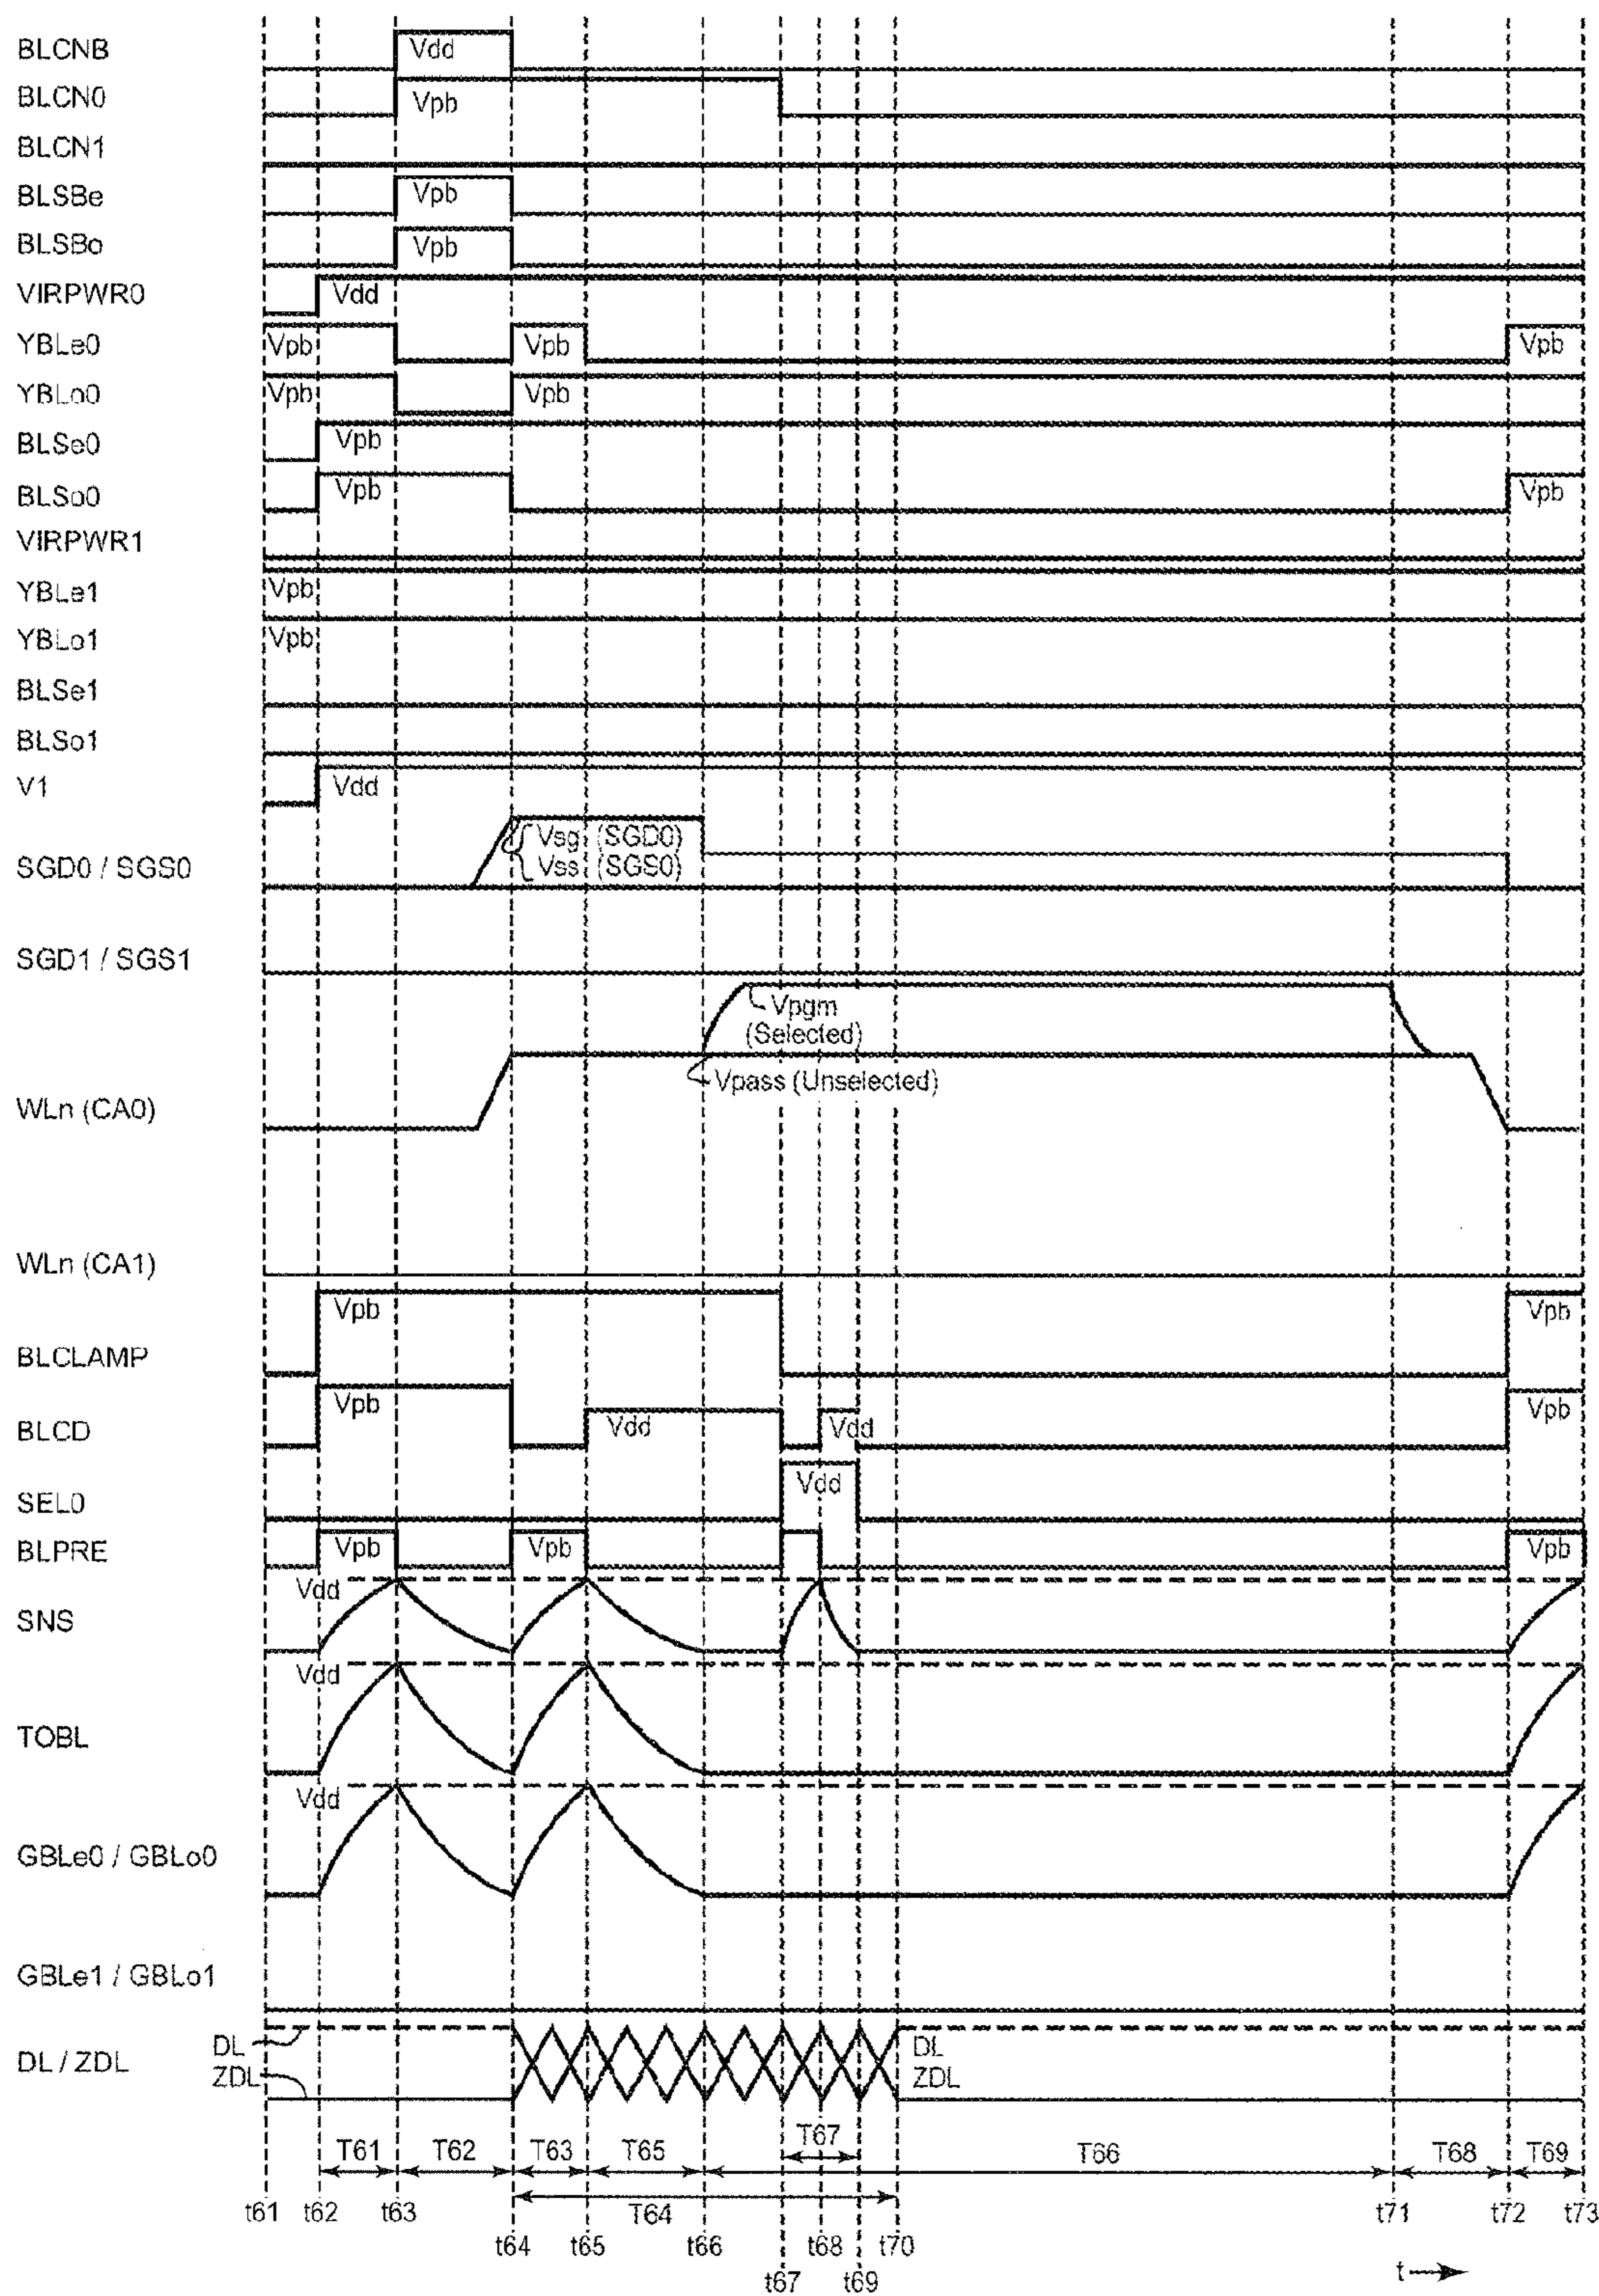 BLCNB Vdd
BLCN0 Vpb
BLCN1
BLSBe Vpb
BLSBo Vpb
VIRPWR0 Vdd
YBLe0 Vpb Vpb Vpb
YBLo0 Vpb Vpb
BLSe0 Vpb
BLSo0 Vpb Vpb
VIRPWR1
YBLe1 Vpb
YBLo1 Vpb
BLSe1
BLSo1
V1 Vdd
Vsg (SGD0)
SGD0 / SGS0 Vss (SGS0)
SGD1 / SGS1
Vpgm
(Selected)
Vpass (Unselected)
WLn (CA0)
WLn (CA1)
Vpb Vpb
BLCLAMP
Vpb Vpb
BLCD Vdd Vdd
Vdd
SEL0
BLPRE Vpb Vpb Vpb
Vdd
SNS
Vdd
TOBL
Vdd
GBLe0 / GBLo0
GBLe1 / GBLo1
DL DL
DL / ZDL
ZDL ZDL
T67
T61 T62 T63 T65 T66 T68 T69
T64
t61 t62 t63 t71 t72 t73
t64 t65 t66 t68 t70
t67 t69
t